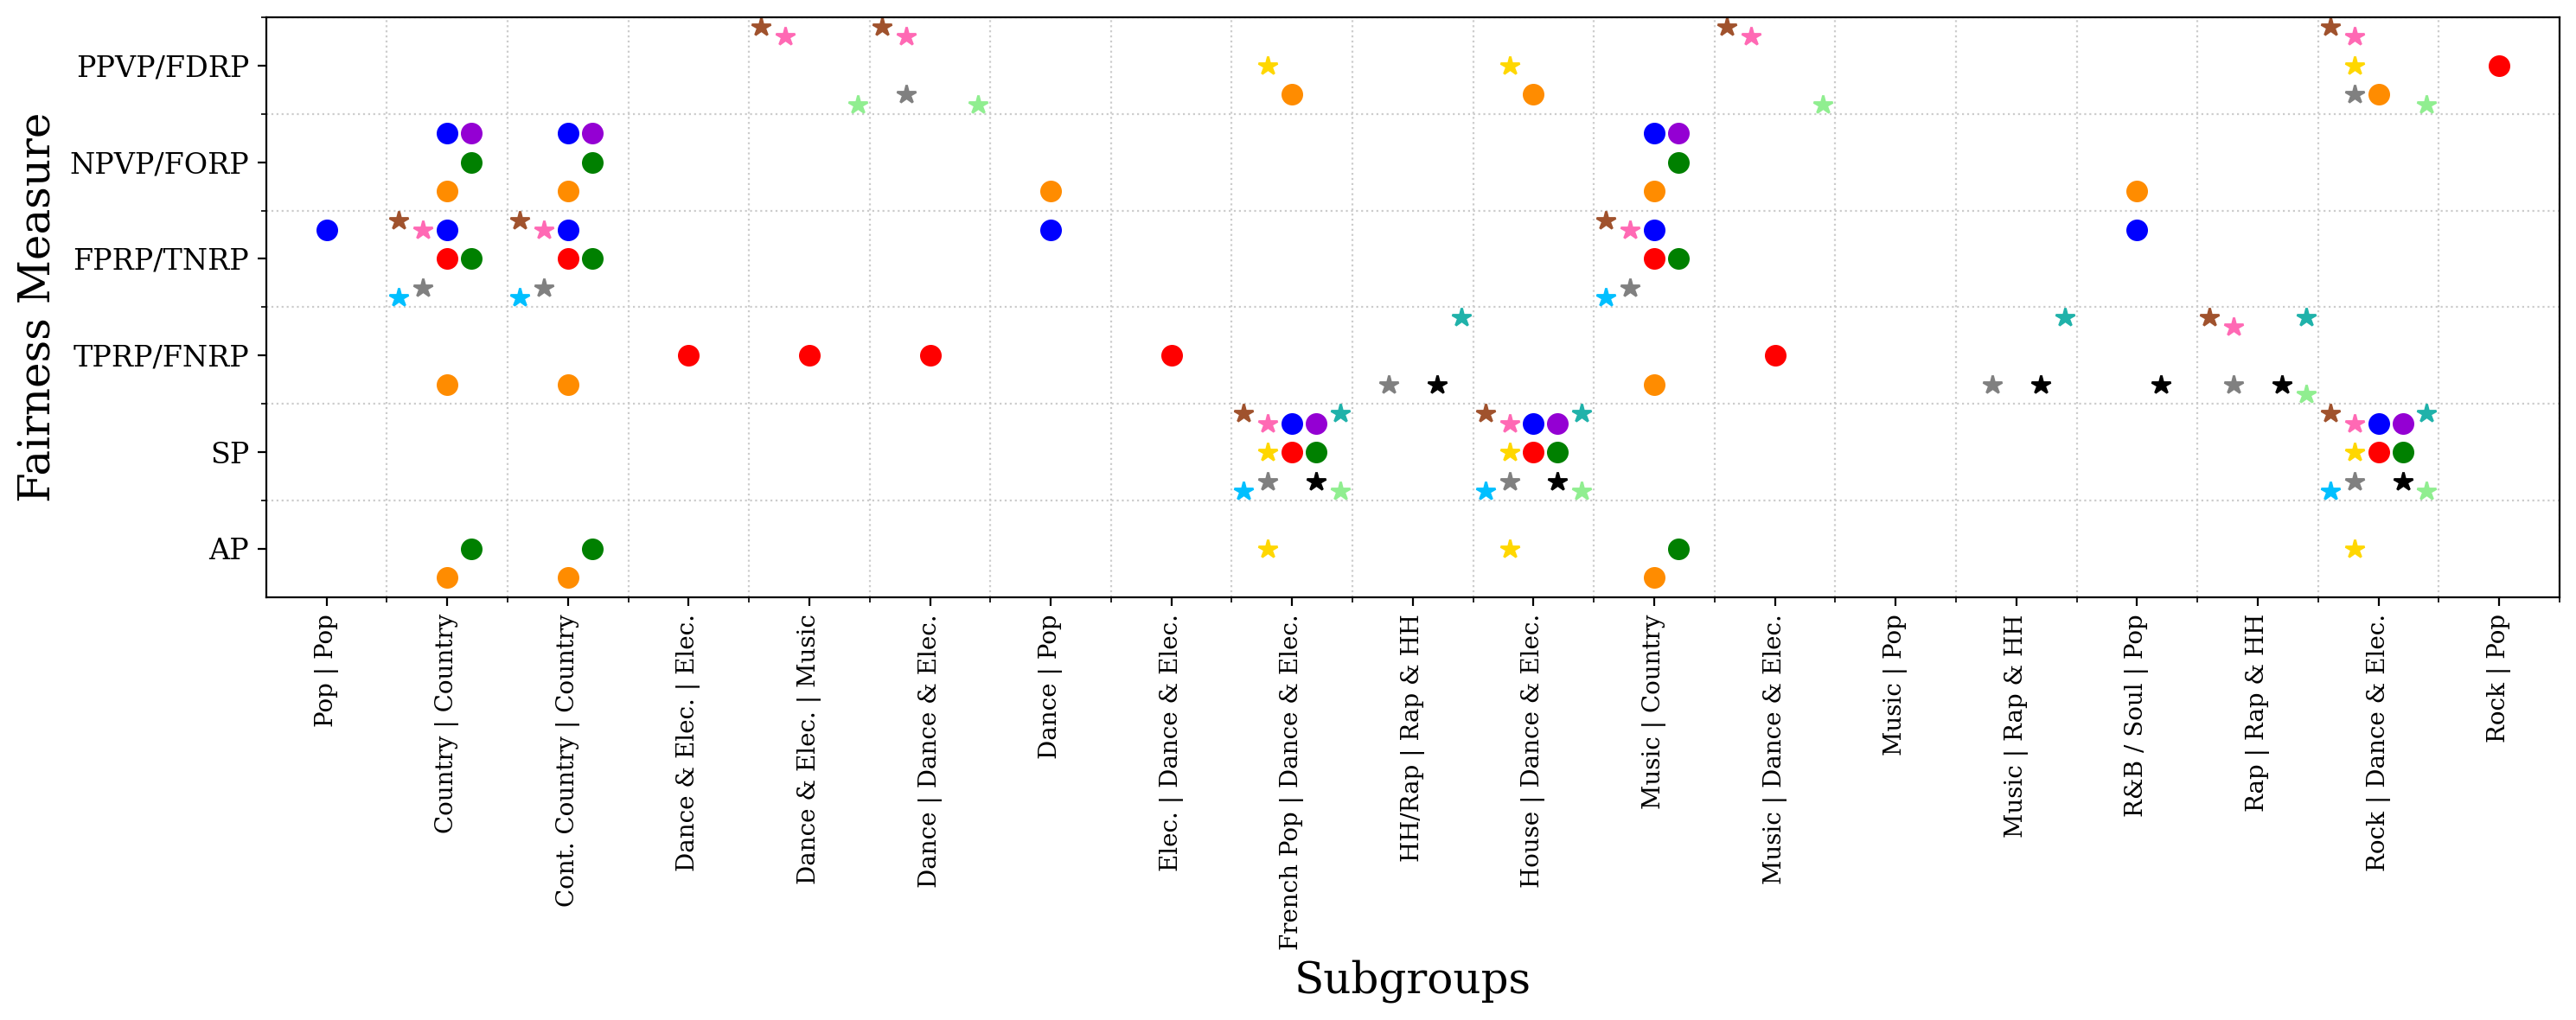 Fairness Measure
PPVP/FDRP
NPVP/FORP
FPRP/TNRP
TPRP/FNRP
SP
AP
Pop | Pop
Country | Country
Cont. Country | Country
Dance & Elec. | Elec.
Dance & Elec. | Music
Dance | Dance & Elec.
Dance | Pop
Elec. | Dance & Elec.
French Pop | Dance & Elec.
HH/Rap | Rap & HH
House | Dance & Elec.
Music | Country
Music | Dance & Elec.
Music | Pop
Music | Rap & HH
R&B / Soul | Pop
Rap | Rap & HH
Rock | Dance & Elec.
Rock | Pop
Subgroups